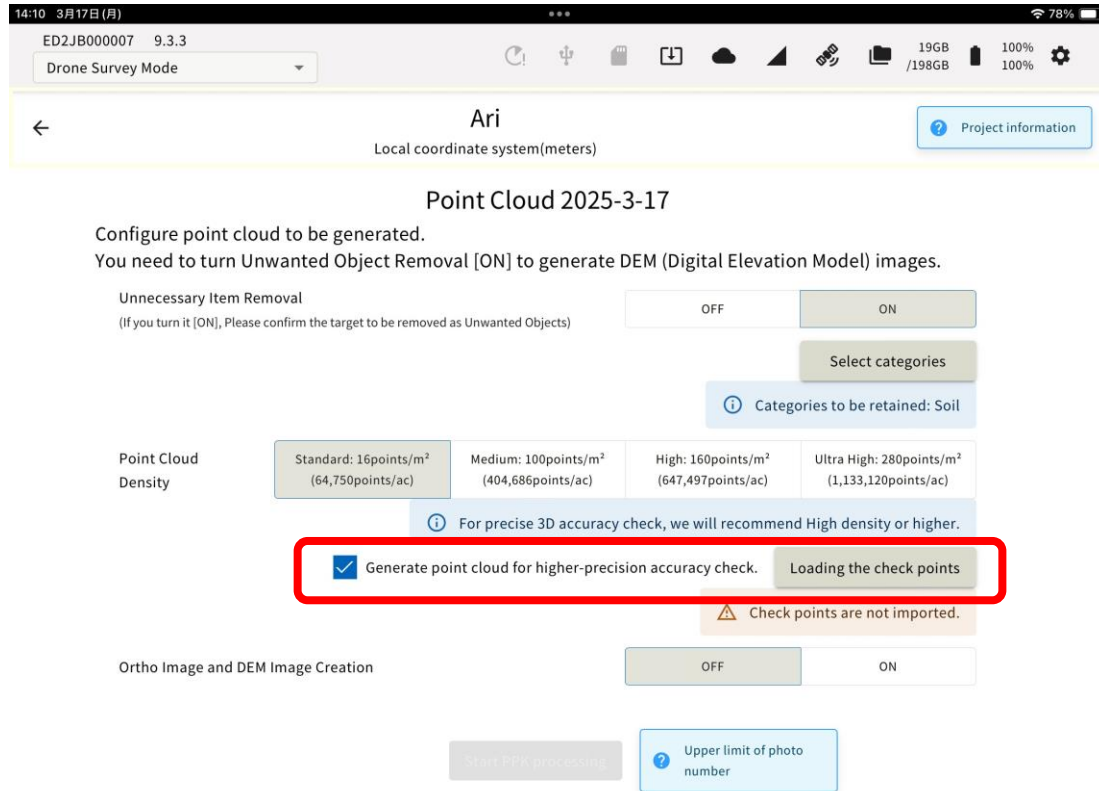 14:10 3月17日(月)
78%
ED2JB000007 9.3.3
Drone Survey Mode
19GB
/198GB
100%
100%
Ari
Local coordinate system(meters)
Project information
Point Cloud 2025-3-17
Configure point cloud to be generated.
You need to turn Unwanted Object Removal [ON] to generate DEM (Digital Elevation Model) images.
Unnecessary Item Removal
(If you turn it [ON], Please confirm the target to be removed as Unwanted Objects)
OFF
ON
Select categories
Categories to be retained: Soil
Point Cloud
Density
Standard: 16points/m²
(64,750points/ac)
Medium: 100points/m²
(404,686points/ac)
High: 160points/m²
(647,497points/ac)
Ultra High: 280points/m²
(1,133,120points/ac)
For precise 3D accuracy check, we will recommend High density or higher.
Generate point cloud for higher-precision accuracy check.
Loading the check points
Check points are not imported.
Ortho Image and DEM Image Creation
OFF
ON
Start PPK processing
Upper limit of photo
number